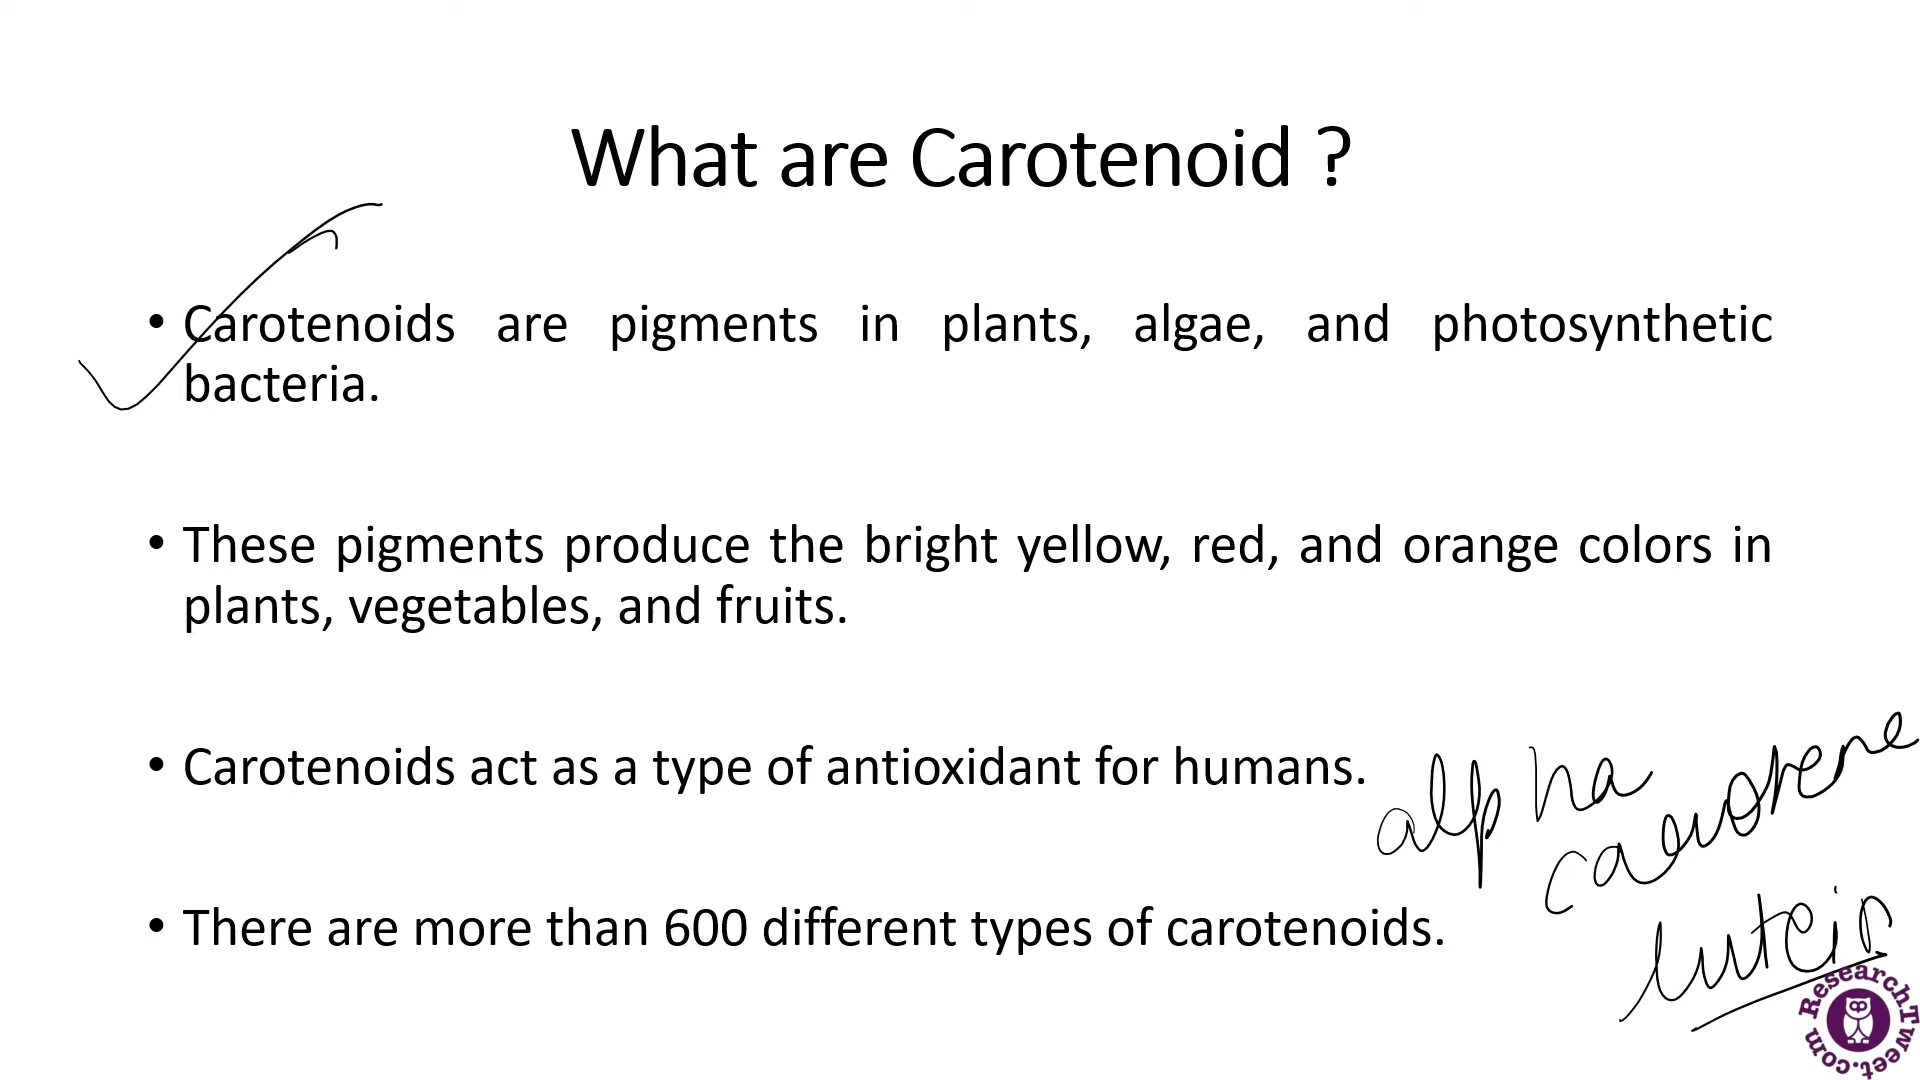 What are Carotenoid ?
• Carotenoids are pigments in plants, algae, and photosynthetic
bacteria.
• These pigments produce the bright yellow, red, and orange colors in
plants, vegetables, and fruits.
• Carotenoids act as a type of antioxidant for humans.
alpha
carotene
• There are more than 600 different types of carotenoids.
lutein
ResearchTweet.com